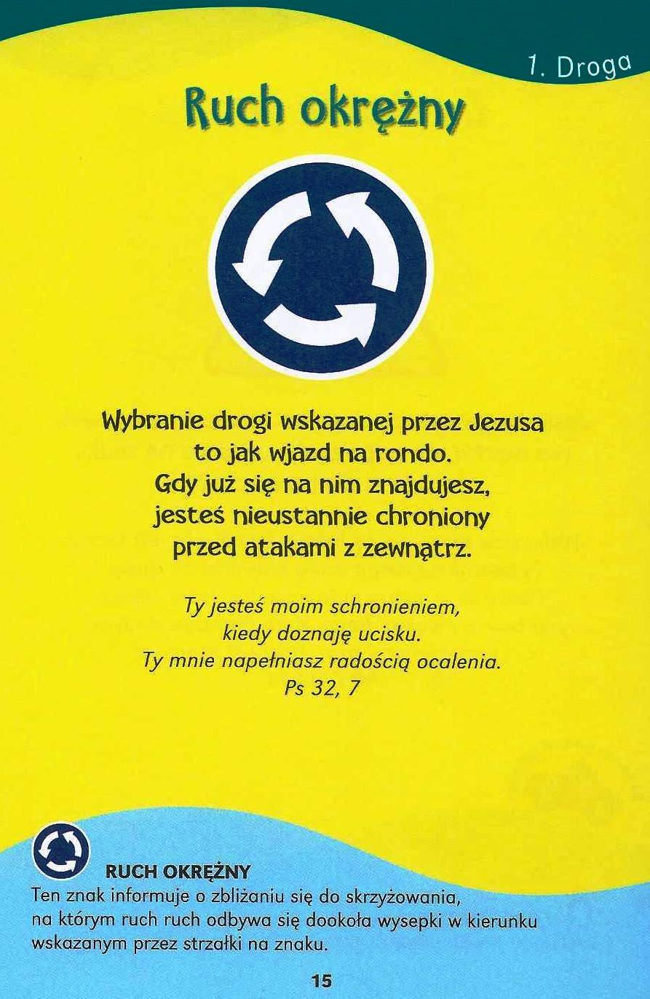 1. Droga
Ruch okrężny
Wybranie drogi wskazanej przez Jezusa
to jak wjazd na rondo.
Gdy już się na nim znajdujesz,
jesteś nieustannie chroniony
przed atakami z zewnątrz.
Ty jesteś moim schronieniem,
kiedy doznaję ucisku.
Ty mnie napełniasz radością ocalenia.
Ps 32, 7
RUCH OKRĘŻNY
Ten znak informuje o zbliżaniu się do skrzyżowania,
na którym ruch ruch odbywa się dookoła wysepki w kierunku
wskazanym przez strzałki na znaku.
15